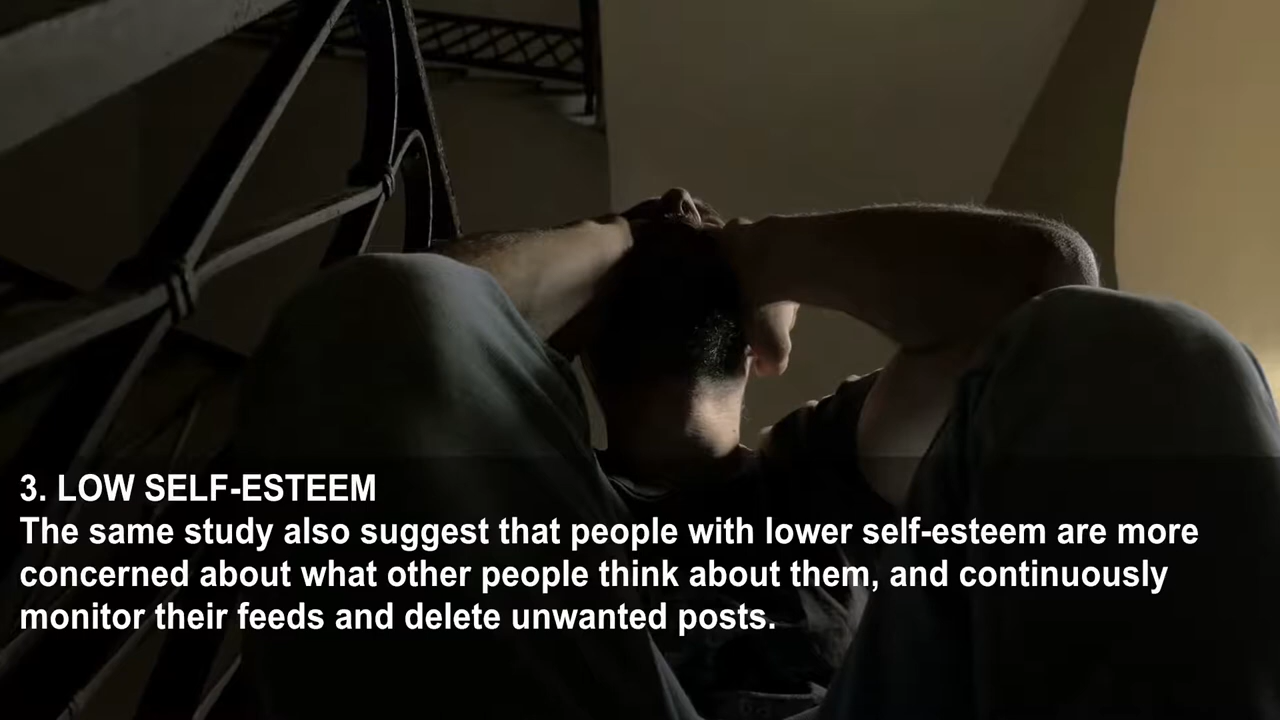 3. LOW SELF-ESTEEM
The same study also suggest that people with lower self-esteem are more
concerned about what other people think about them, and continuously
monitor their feeds and delete unwanted posts.